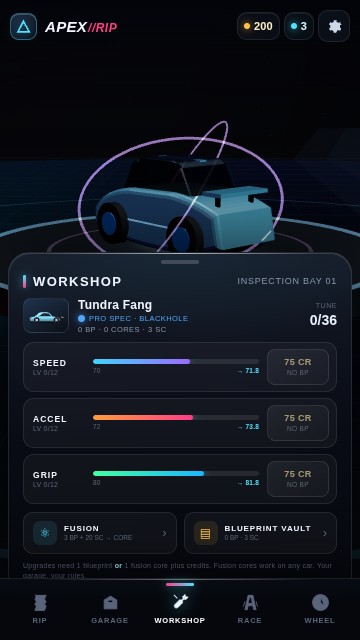 APEX//RIP
200
3
WORKSHOP
INSPECTION BAY 01
Tundra Fang
PRO SPEC · BLACKHOLE
0 BP · 0 CORES · 3 SC
TUNE
0/36
SPEED
LV 0/12
70
→ 71.8
75 CR
NO BP
ACCEL
LV 0/12
72
→ 73.8
75 CR
NO BP
GRIP
LV 0/12
80
→ 81.8
75 CR
NO BP
FUSION
3 BP + 20 SC → CORE
›
BLUEPRINT VAULT
0 BP · 3 SC
›
Upgrades need 1 blueprint or 1 fusion core plus credits. Fusion cores work on any car. Your
garage, your rules.
RIP
GARAGE
WORKSHOP
RACE
WHEEL